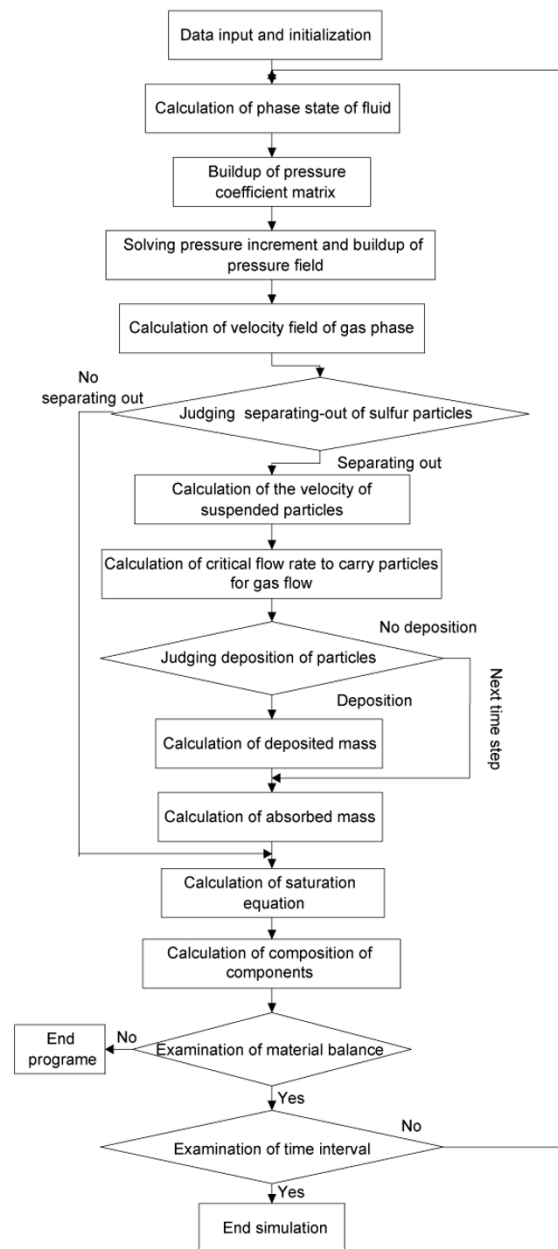 Data input and initialization
Calculation of phase state of fluid
Buildup of pressure
coefficient matrix
Solving pressure increment and buildup of
pressure field
Calculation of velocity field of gas phase
No
separating out
Judging separating-out of sulfur particles
Separating out
Calculation of the velocity of
suspended particles
Calculation of critical flow rate to carry particles
for gas flow
No deposition
Judging deposition of particles
Deposition
Next time step
Calculation of deposited mass
Calculation of absorbed mass
Calculation of saturation
equation
Calculation of composition of
components
End
programe
No
Examination of material balance
Yes
No
Examination of time interval
Yes
End simulation